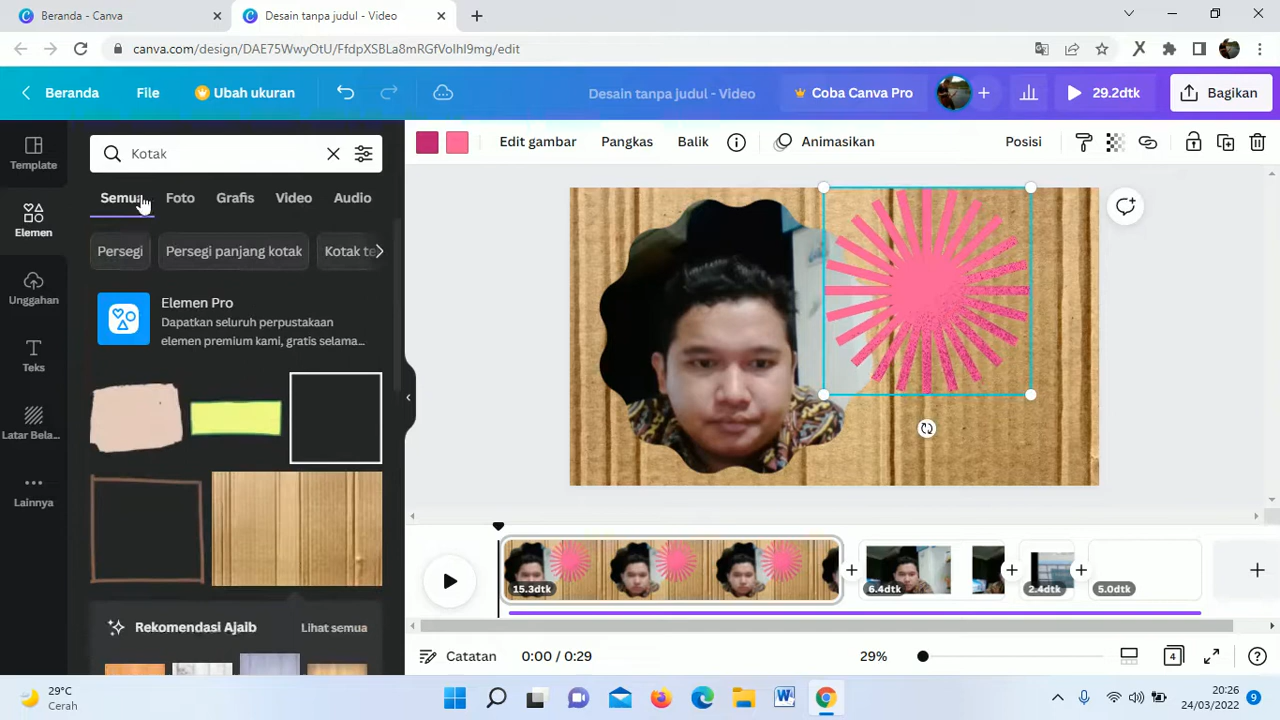 Beranda - Canva
Desain tanpa judul - Video
canva.com/design/DAE75WwyOtU/FfdpXSBLa8mRGfVolhI9mg/edit
Beranda
File
Ubah ukuran
Desain tanpa judul - Video
Coba Canva Pro
29.2dtk
Bagikan
Template
Elemen
Unggahan
Teks
Latar Bela...
Lainnya
Kotak
Semua
Foto
Grafis
Video
Audio
Persegi
Persegi panjang kotak
Kotak te
Elemen Pro
Dapatkan seluruh perpustakaan
elemen premium kami, gratis selama...
Rekomendasi Ajaib
Lihat semua
Edit gambar
Pangkas
Balik
Animasikan
Posisi
15.3dtk
6.4dtk
2.4dtk
5.0dtk
Catatan
0:00 / 0:29
29%
4
29°C
Cerah
20:26
24/03/2022
9